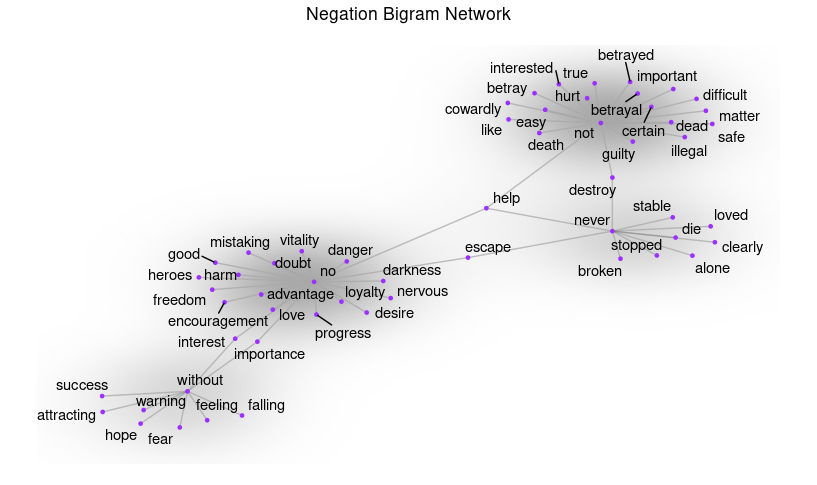 Negation Bigram Network
betrayed
interested
true
important
betray
hurt
difficult
cowardly
betrayal
matter
like
easy
not
certain
dead
safe
death
guilty
illegal
destroy
help
stable
loved
never
die
mistaking
vitality
escape
stopped
clearly
good
danger
broken
alone
doubt
heroes
harm
no
darkness
freedom
advantage
loyalty
nervous
encouragement
love
desire
interest
progress
importance
without
success
warning
feeling
falling
attracting
hope
fear